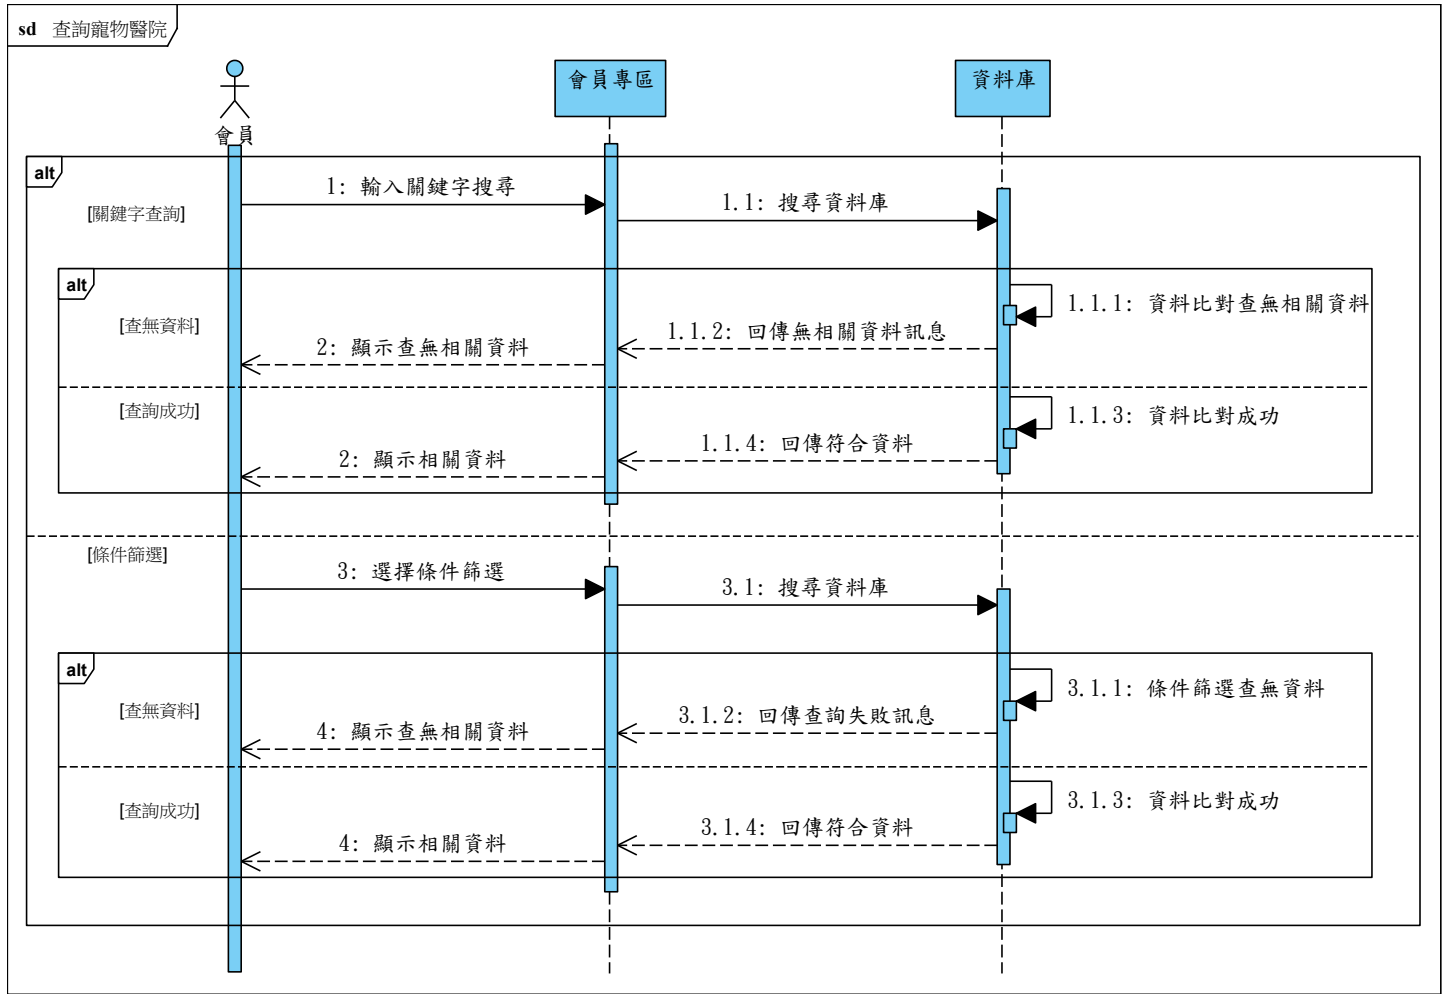 sd 查詢寵物醫院
會員
會員專區
資料庫
alt
[關鍵字查詢]
1: 輸入關鍵字搜尋
1.1: 搜尋資料庫
alt
[查無資料]
1.1.1: 資料比對查無相關資料
1.1.2: 回傳無相關資料訊息
2: 顯示查無相關資料
[查詢成功]
1.1.3: 資料比對成功
1.1.4: 回傳符合資料
2: 顯示相關資料
[條件篩選]
3: 選擇條件篩選
3.1: 搜尋資料庫
alt
[查無資料]
3.1.1: 條件篩選查無資料
3.1.2: 回傳查詢失敗訊息
4: 顯示查無相關資料
[查詢成功]
3.1.3: 資料比對成功
3.1.4: 回傳符合資料
4: 顯示相關資料